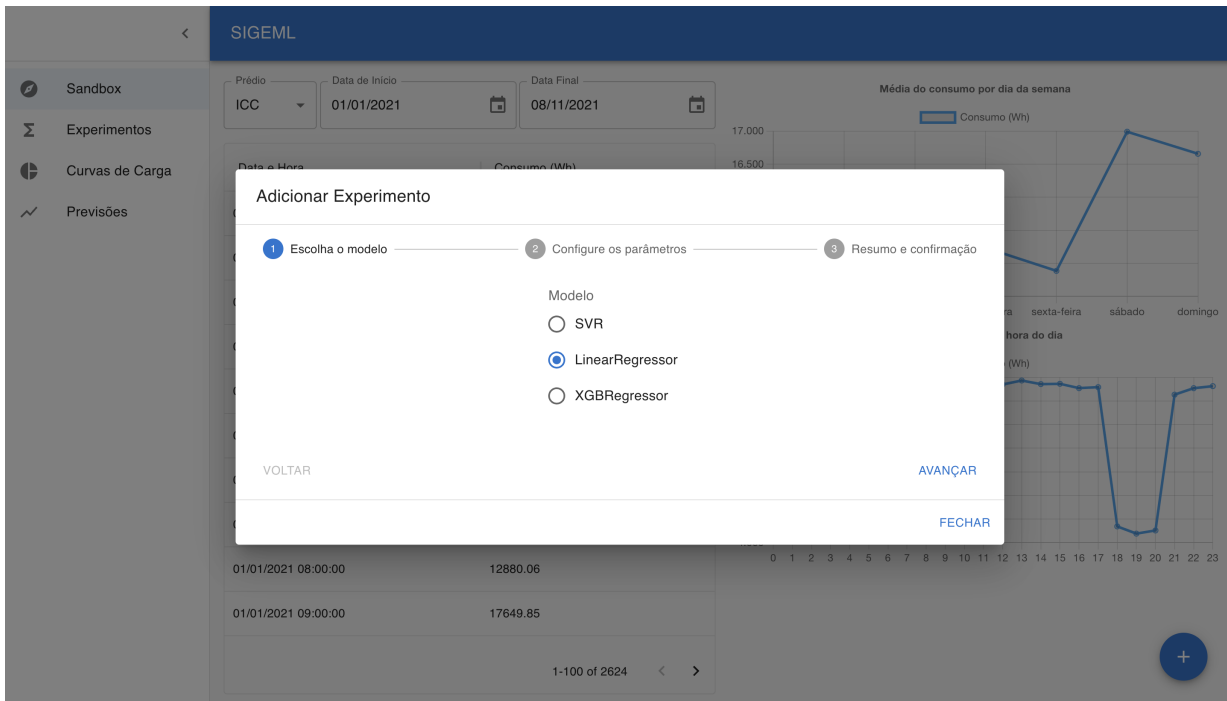 SIGEML
Sandbox
Experimentos
Curvas de Carga
Previsões
Prédio
ICC
Data de Início
01/01/2021
Data Final
08/11/2021
Data e Hora
Consumo (Wh)
01/01/2021 08:00:00
12880.06
01/01/2021 09:00:00
17649.85
1-100 of 2624
Média do consumo por dia da semana
Consumo (Wh)
17.000
16.500
sexta-feira
sábado
domingo
hora do dia
(Wh)
0 1 2 3 4 5 6 7 8 9 10 11 12 13 14 15 16 17 18 19 20 21 22 23
+
Adicionar Experimento
1 Escolha o modelo
2 Configure os parâmetros
3 Resumo e confirmação
Modelo
SVR
LinearRegressor
XGBRegressor
VOLTAR
AVANÇAR
FECHAR